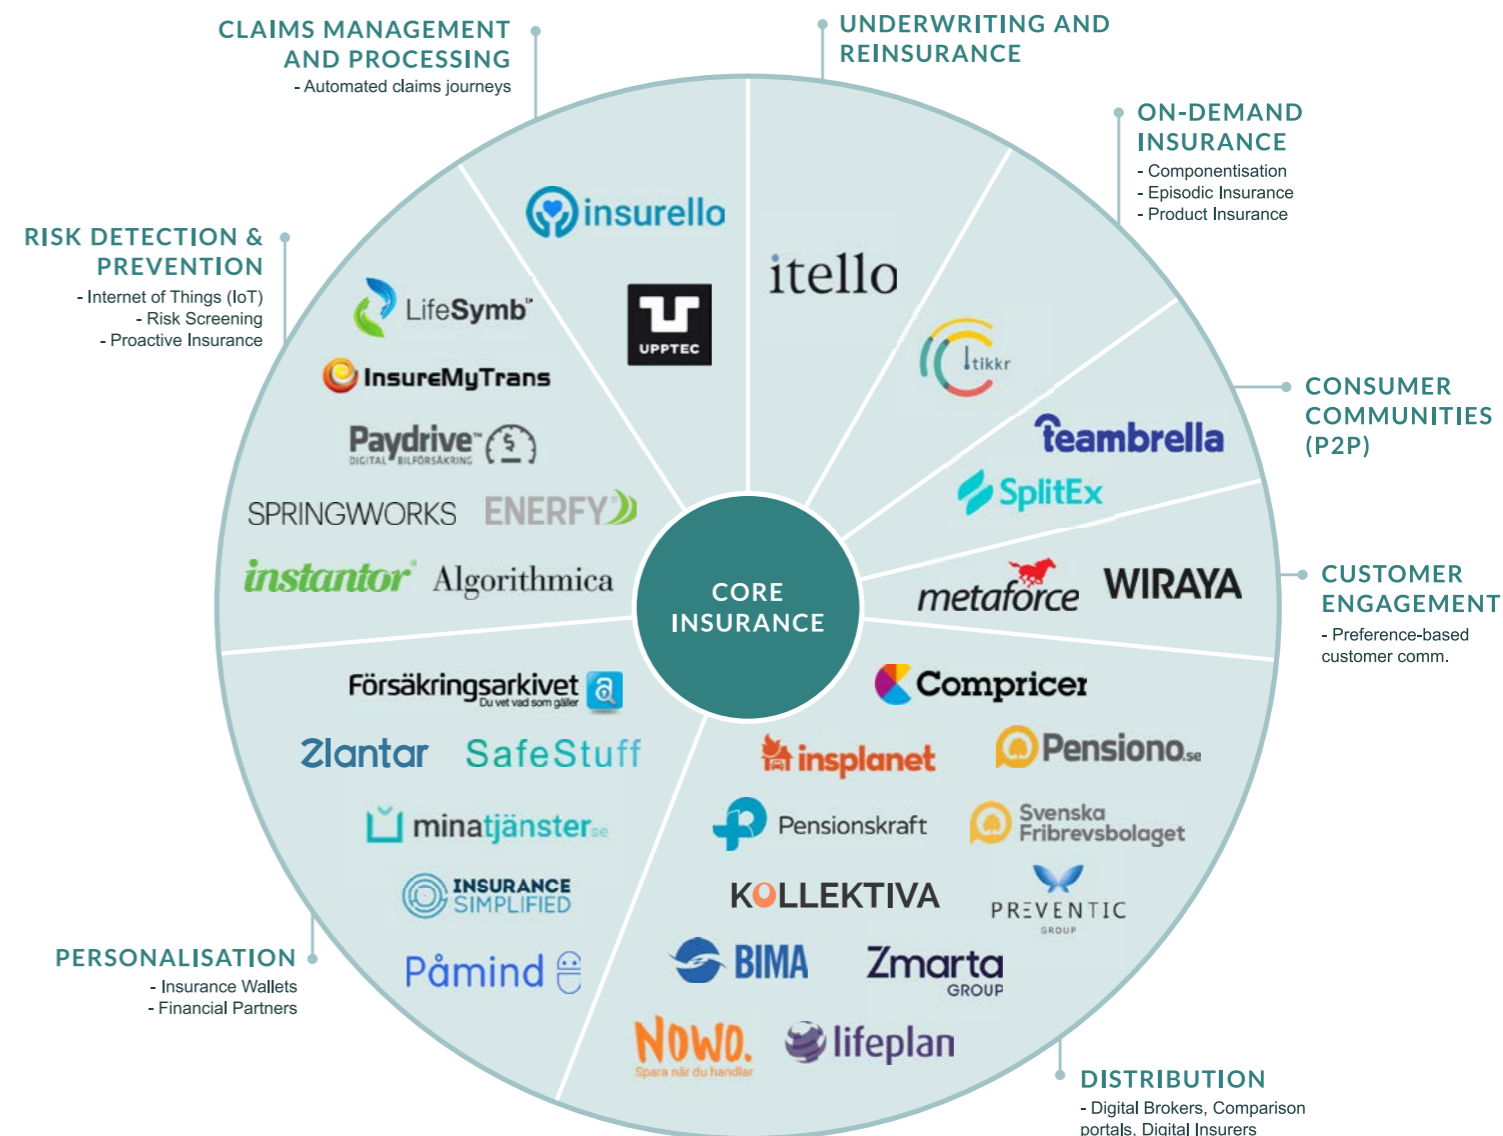 CLAIMS MANAGEMENT
AND PROCESSING
- Automated claims journeys
UNDERWRITING AND
REINSURANCE
ON-DEMAND
INSURANCE
- Componentisation
- Episodic Insurance
- Product Insurance
RISK DETECTION &
PREVENTION
- Internet of Things (IoT)
- Risk Screening
- Proactive Insurance
CONSUMER
COMMUNITIES
(P2P)
CUSTOMER
ENGAGEMENT
- Preference-based
customer comm.
PERSONALISATION
- Insurance Wallets
- Financial Partners
DISTRIBUTION
- Digital Brokers, Comparison
portals, Digital Insurers
CORE
INSURANCE
insurello
UPPTEC
itello
tikkr
teambrella
SplitEx
metaforce
WIRAYA
LifeSymb™
InsureMyTrans
Paydrive™
DIGITAL BILFÖRSÄKRING
SPRINGWORKS
ENERFY
instantor®
Algorithmica
Försäkringsarkivet
Du vet vad som gäller
Zlantar
SafeStuff
minatjänster.se
INSURANCE
SIMPLIFIED
Påmind
Compricer
insplanet
Pensiono.se
Pensionskraft
Svenska
Fribrevsbolaget
KOLLEKTIVA
PREVENTIC
GROUP
BIMA
Zmarta
GROUP
NOWO.
Spara när du handlar
lifeplan